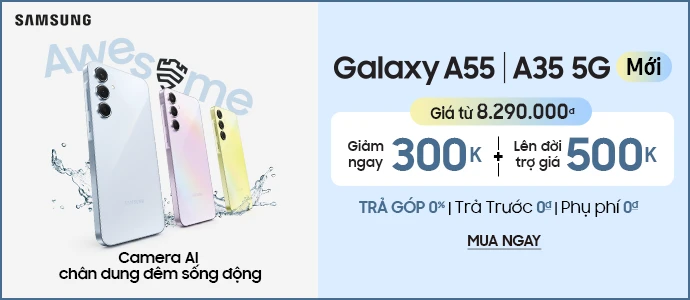 SAMSUNG
Awesome
Camera AI
chân dung đêm sống động
Galaxy A55 | A35 5G Mới
Giá từ 8.290.000đ
Giảm ngay 300K + Lên đời trợ giá 500K
TRẢ GÓP 0% | Trả Trước 0đ | Phụ phí 0đ
MUA NGAY